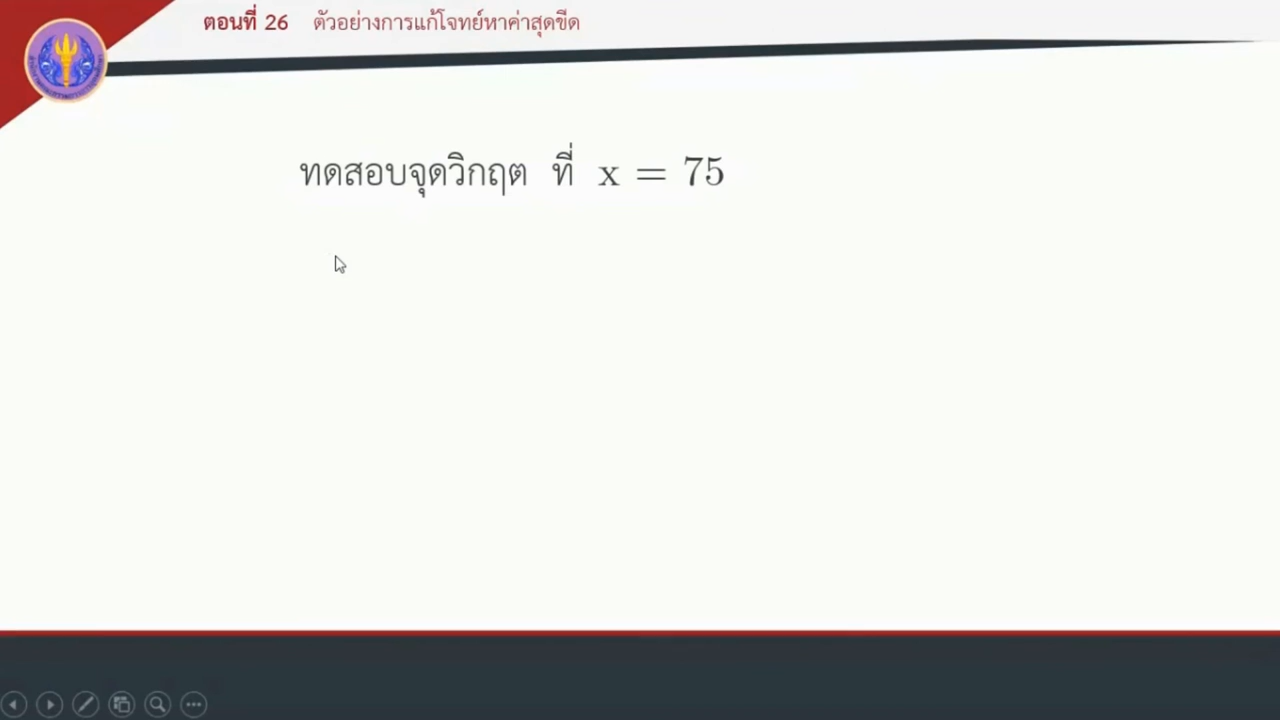 ตอนที่ 26 ตัวอย่างการแก้โจทย์หาค่าสุดขีด
ทดสอบจุดวิกฤต ที่ x = 75